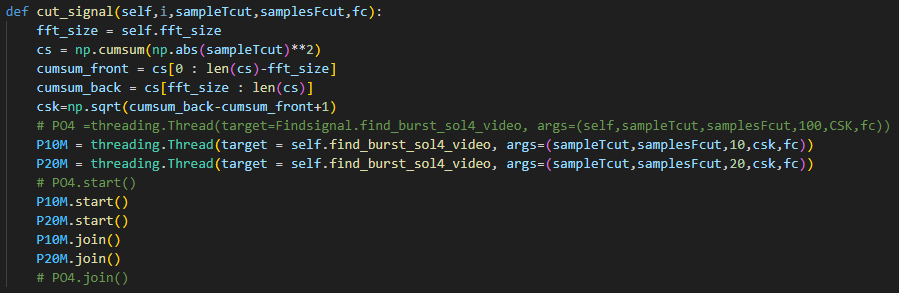 def cut_signal(self,i,sampleTcut,samplesFcut,fc):
    fft_size = self.fft_size
    cs = np.cumsum(np.abs(sampleTcut)**2)
    cumsum_front = cs[0 : len(cs)-fft_size]
    cumsum_back = cs[fft_size : len(cs)]
    csk=np.sqrt(cumsum_back-cumsum_front+1)
    # PO4 =threading.Thread(target=Findsignal.find_burst_sol4_video, args=(self,sampleTcut,samplesFcut,100,CSK,fc))
    P10M = threading.Thread(target = self.find_burst_sol4_video, args=(sampleTcut,samplesFcut,10,csk,fc))
    P20M = threading.Thread(target = self.find_burst_sol4_video, args=(sampleTcut,samplesFcut,20,csk,fc))
    # PO4.start()
    P10M.start()
    P20M.start()
    P10M.join()
    P20M.join()
    # PO4.join()